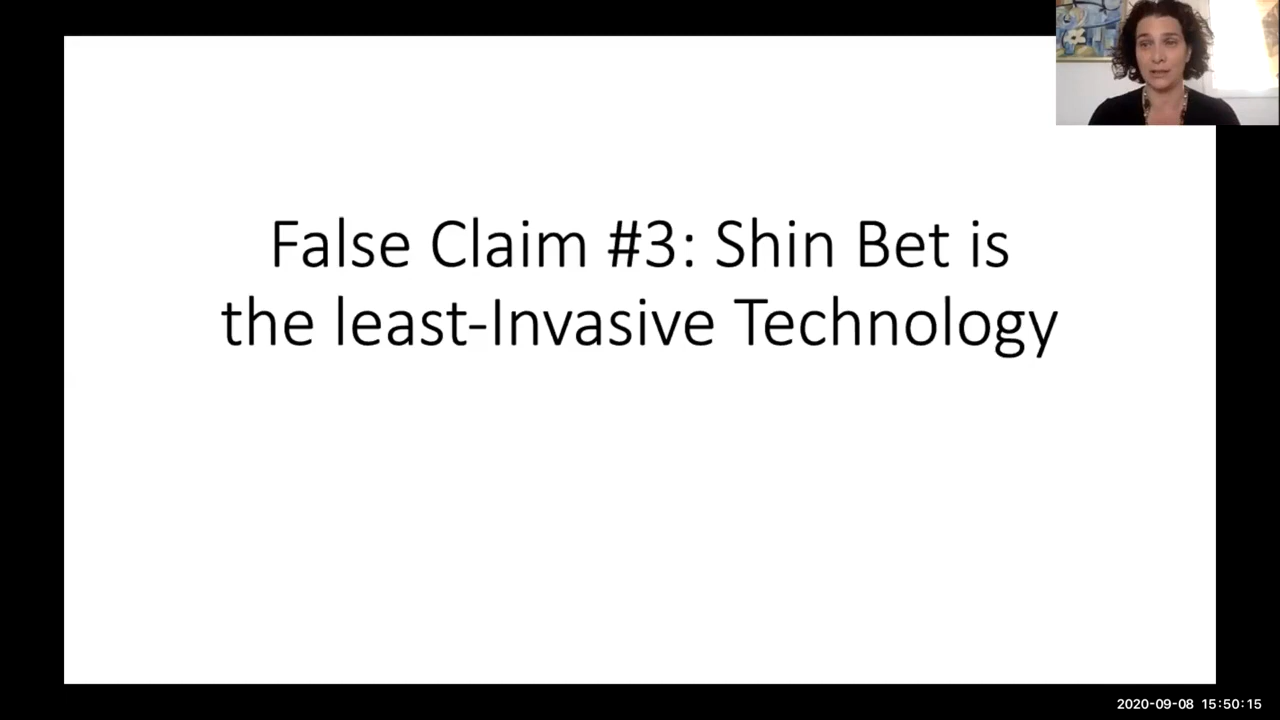 False Claim #3: Shin Bet is
the least-Invasive Technology
2020-09-08 15:50:15